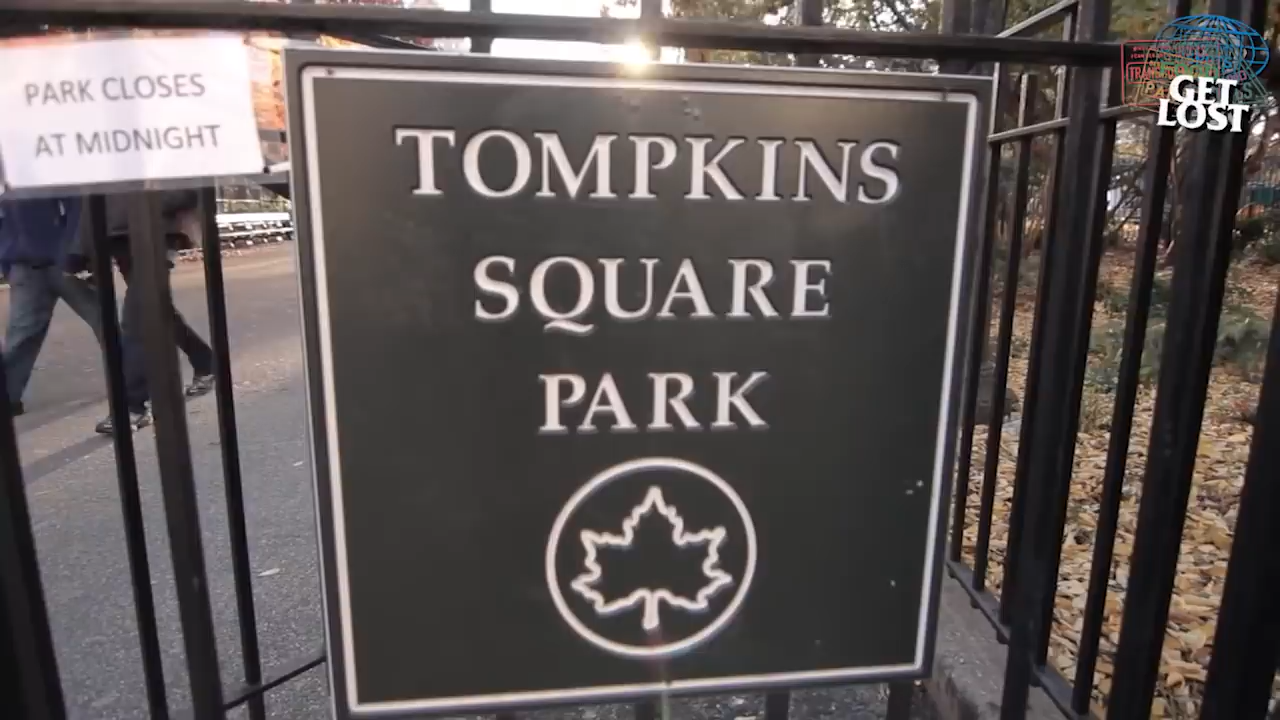 PARK CLOSES
AT MIDNIGHT
TOMPKINS
SQUARE
PARK
GET
LOST